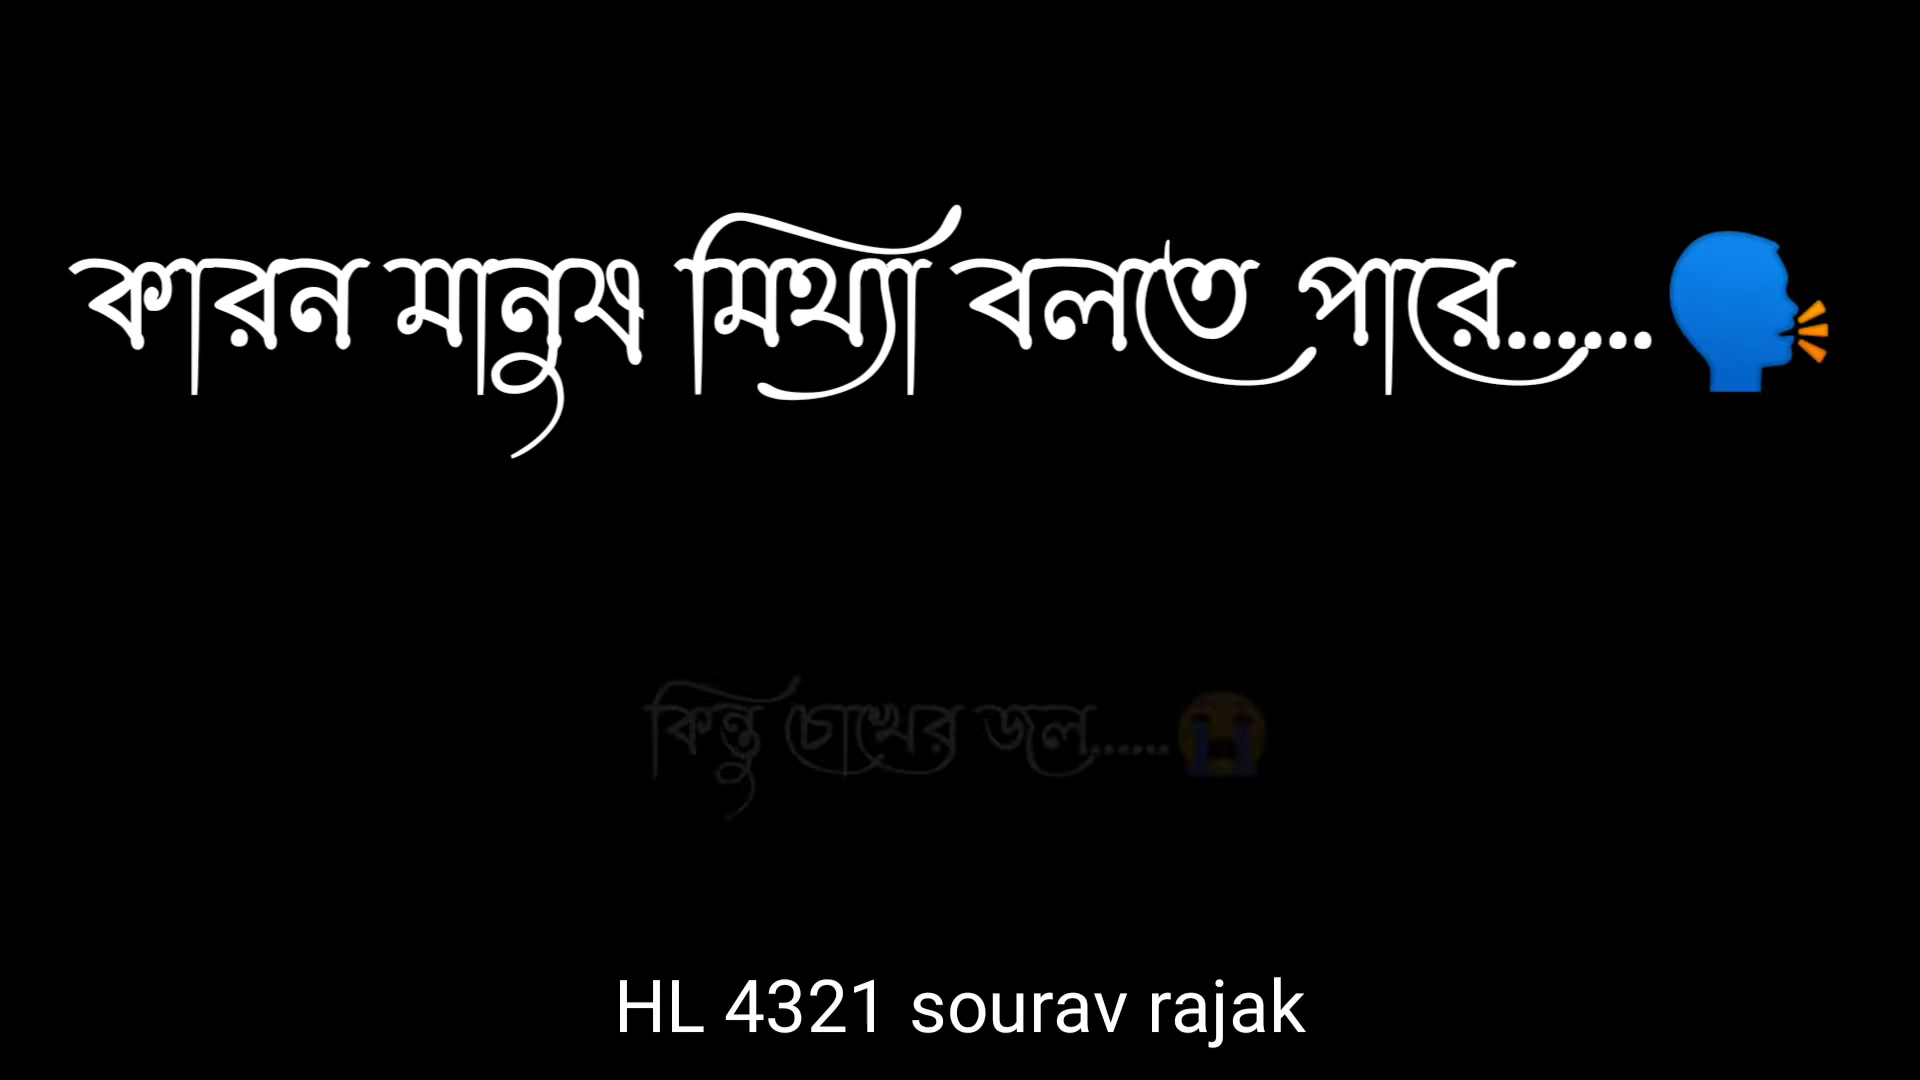 কারন মানুষ মিথ্যা বলতে পারে......🗣
কিন্তু চোখের জল......😭
HL 4321 sourav rajak